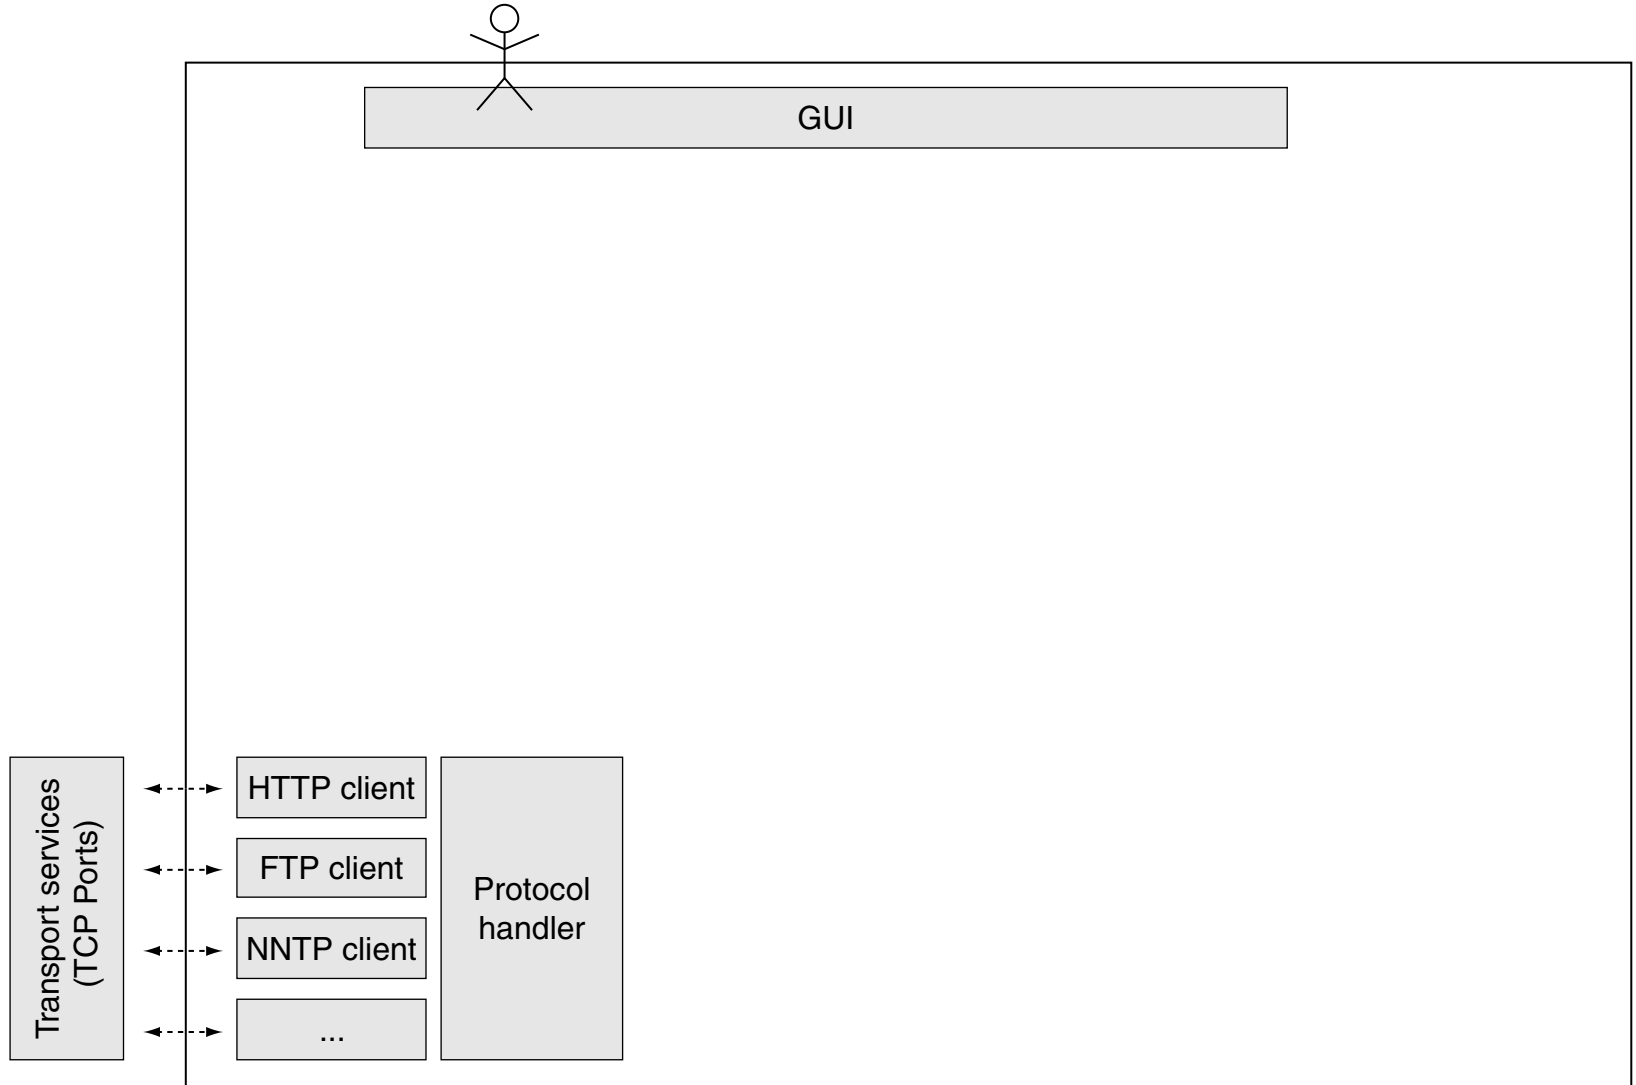 GUI
Transport services
(TCP Ports)
HTTP client
FTP client
NNTP client
...
Protocol
handler